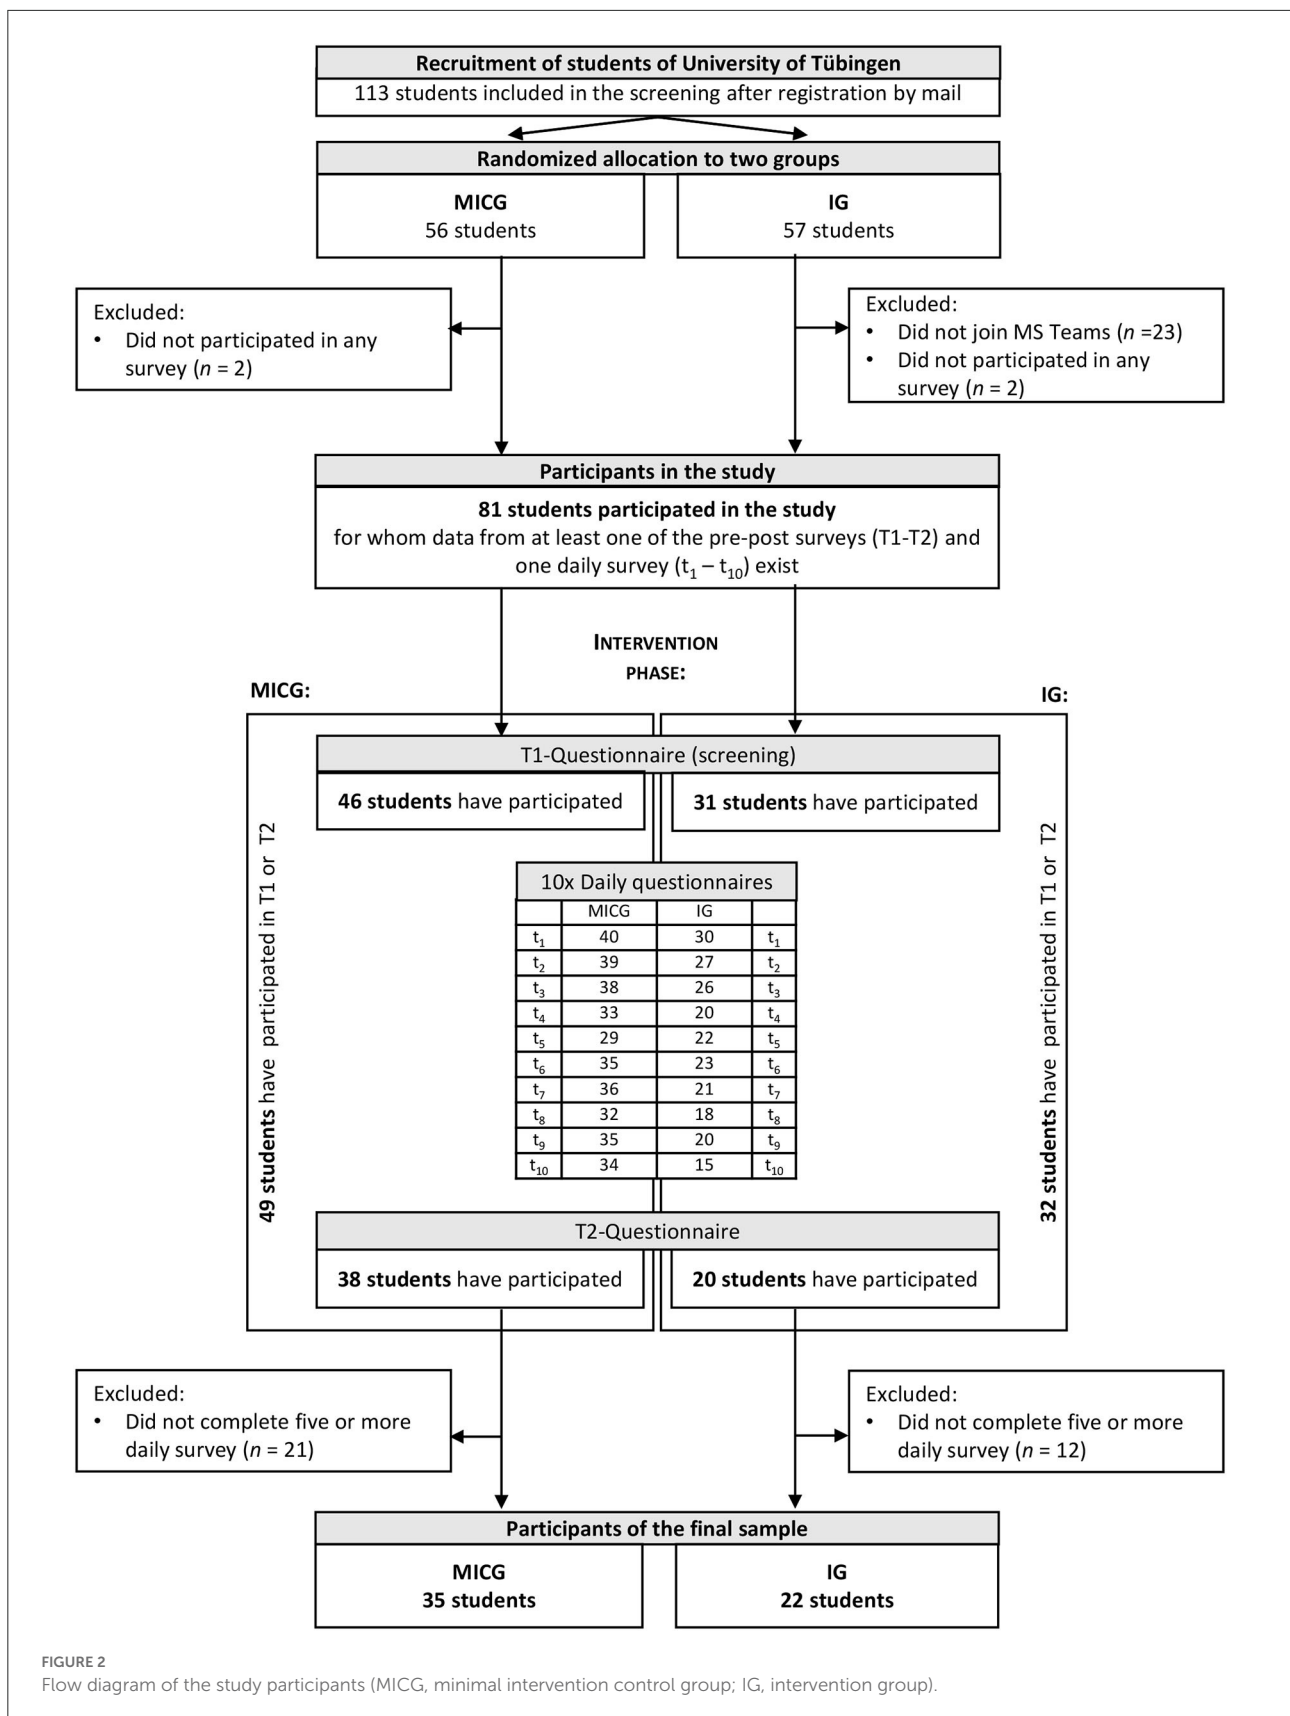 Recruitment of students of University of Tübingen
113 students included in the screening after registration by mail
Randomized allocation to two groups
MICG
56 students
IG
57 students
Excluded:
• Did not participated in any
survey (n = 2)
Excluded:
• Did not join MS Teams (n =23)
• Did not participated in any
survey (n = 2)
Participants in the study
81 students participated in the study
for whom data from at least one of the pre-post surveys (T1-T2) and
one daily survey (t1 – t10) exist
INTERVENTION
PHASE:
MICG:
IG:
49 students have participated in T1 or T2
32 students have participated in T1 or T2
T1-Questionnaire (screening)
46 students have participated
31 students have participated
10x Daily questionnaires
MICG IG
t1 40 30 t1
t2 39 27 t2
t3 38 26 t3
t4 33 20 t4
t5 29 22 t5
t6 35 23 t6
t7 36 21 t7
t8 32 18 t8
t9 35 20 t9
t10 34 15 t10
T2-Questionnaire
38 students have participated
20 students have participated
Excluded:
• Did not complete five or more
daily survey (n = 21)
Excluded:
• Did not complete five or more
daily survey (n = 12)
Participants of the final sample
MICG
35 students
IG
22 students
FIGURE 2
Flow diagram of the study participants (MICG, minimal intervention control group; IG, intervention group).